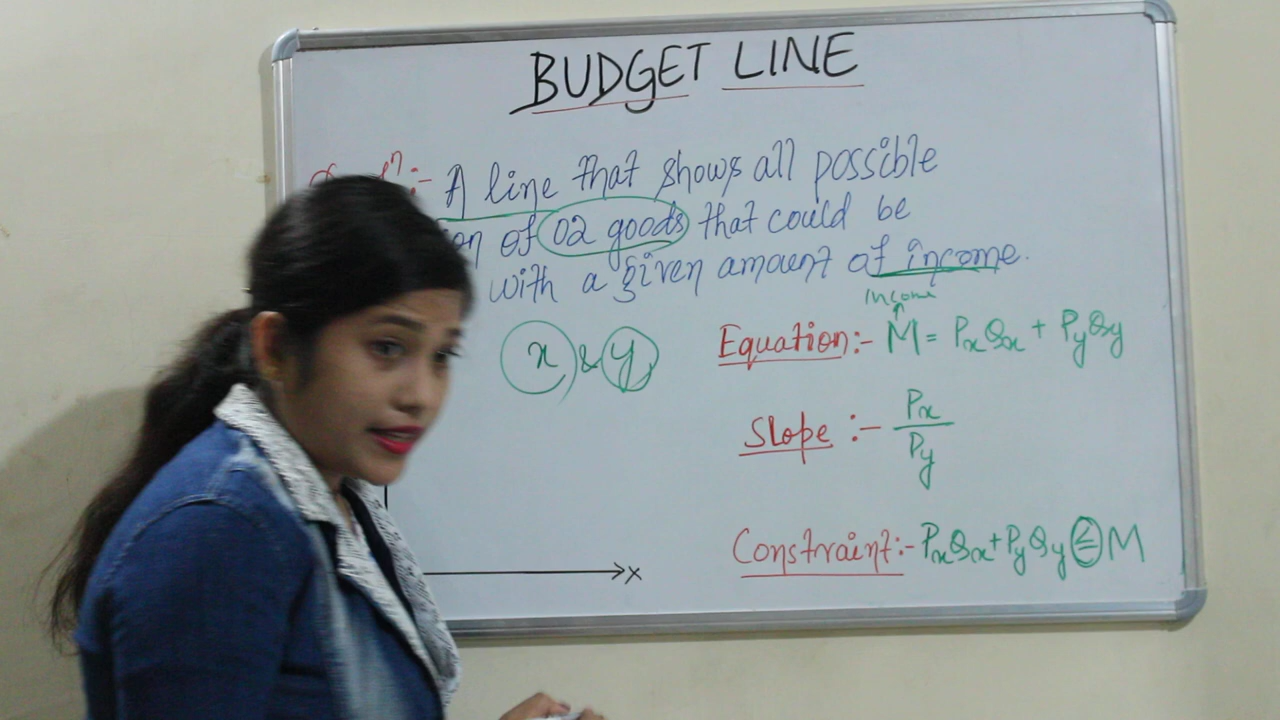 BUDGET LINE
:- A line that shows all possible
of 02 goods that could be
with a given amount of income.
Income
x & y
Equation:- M = PxQx + PyQy
Slope :- Px
Py
Constraint:- PxQx+PyQy ≤ M
X